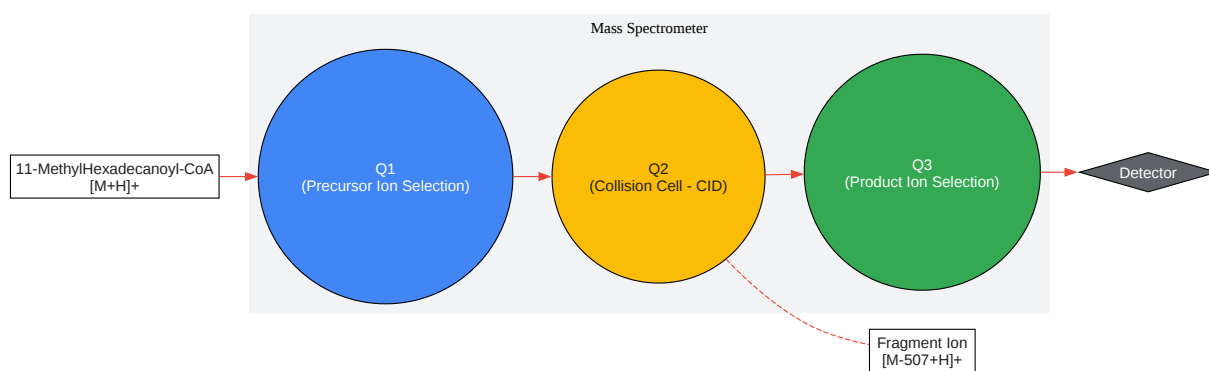 Mass Spectrometer
11-MethylHexadecanoyl-CoA
[M+H]+
Q1
(Precursor Ion Selection)
Q2
(Collision Cell - CID)
Q3
(Product Ion Selection)
Detector
Fragment Ion
[M-507+H]+